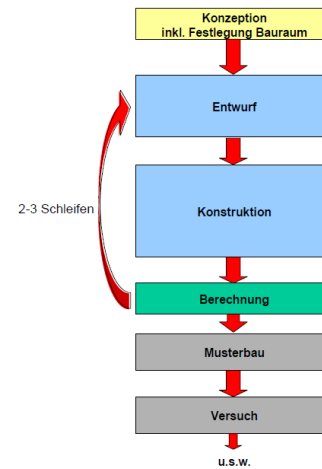 Konzeption
inkl. Festlegung Bauraum
Entwurf
2-3 Schleifen
Konstruktion
Berechnung
Musterbau
Versuch
u.s.w.